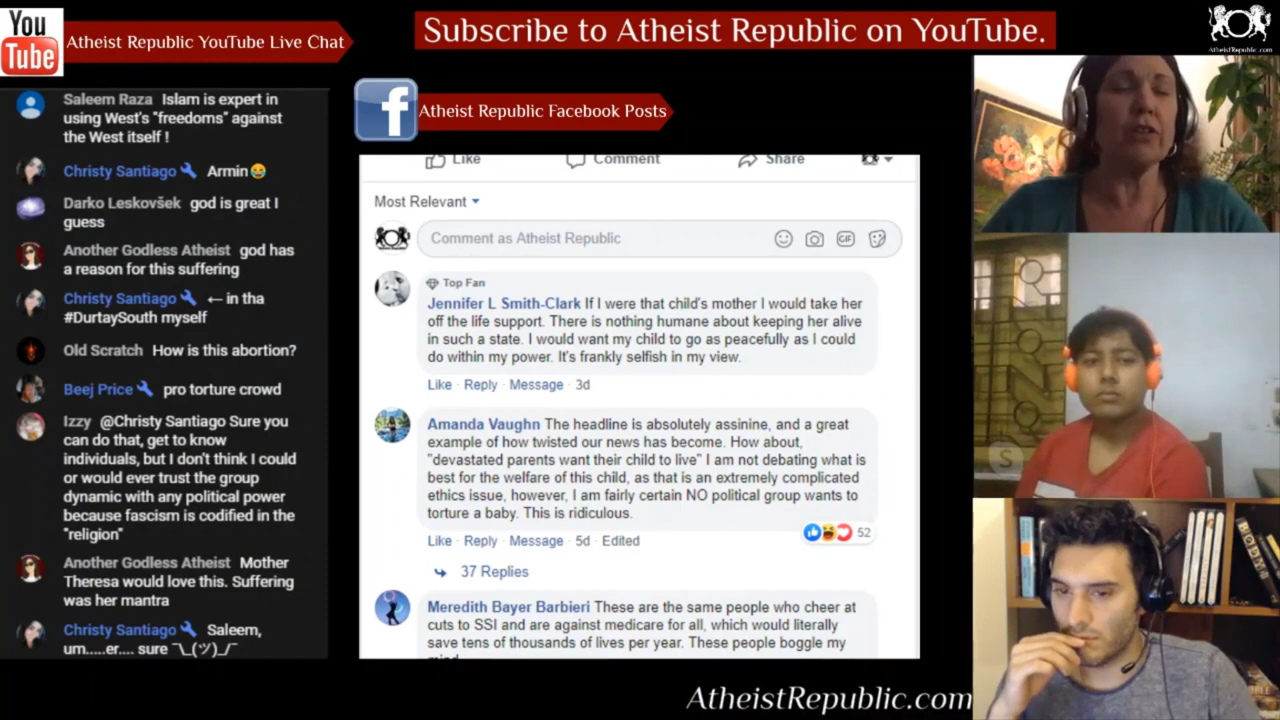 You
Tube
Atheist Republic YouTube Live Chat
Subscribe to Atheist Republic on YouTube.
AtheistRepublic.com
Saleem Raza Islam is expert in
using West's "freedoms" against
the West itself !
Christy Santiago Armin😂
Darko Leskovšek god is great I
guess
Another Godless Atheist god has
a reason for this suffering
Christy Santiago ←in tha
#DurtaySouth myself
Old Scratch How is this abortion?
Beej Price pro torture crowd
Izzy @Christy Santiago Sure you
can do that, get to know
individuals, but I don't think I could
or would ever trust the group
dynamic with any political power
because fascism is codified in the
"religion"
Another Godless Atheist Mother
Theresa would love this. Suffering
was her mantra
Christy Santiago Saleem,
um.....er.... sure ¯\_(ツ)_/¯
f
Atheist Republic Facebook Posts
Like Comment Share
Most Relevant
Comment as Atheist Republic
GIF
Top Fan
Jennifer L Smith-Clark If I were that child's mother I would take her
off the life support. There is nothing humane about keeping her alive
in such a state. I would want my child to go as peacefully as I could
do within my power. It's frankly selfish in my view.
Like · Reply · Message · 3d
Amanda Vaughn The headline is absolutely assinine, and a great
example of how twisted our news has become. How about,
"devastated parents want their child to live" I am not debating what is
best for the welfare of this child, as that is an extremely complicated
ethics issue, however, I am fairly certain NO political group wants to
torture a baby. This is ridiculous.
52
Like · Reply · Message · 5d · Edited
37 Replies
Meredith Bayer Barbieri These are the same people who cheer at
cuts to SSI and are against medicare for all, which would literally
save tens of thousands of lives per year. These people boggle my
mind
S
AtheistRepublic.com